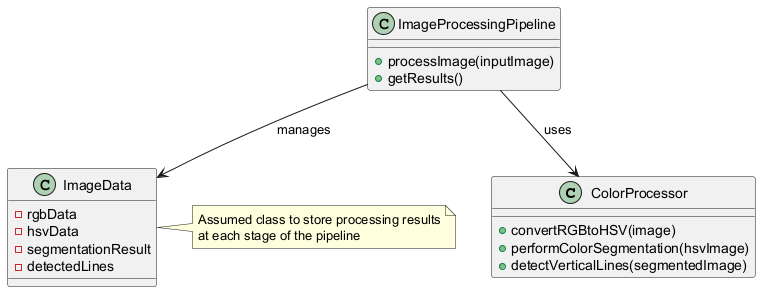 C ImageProcessingPipeline
processImage(inputImage)
getResults()
manages
uses
C ImageData
rgbData
hsvData
segmentationResult
detectedLines
Assumed class to store processing results
at each stage of the pipeline
C ColorProcessor
convertRGBtoHSV(image)
performColorSegmentation(hsvImage)
detectVerticalLines(segmentedImage)